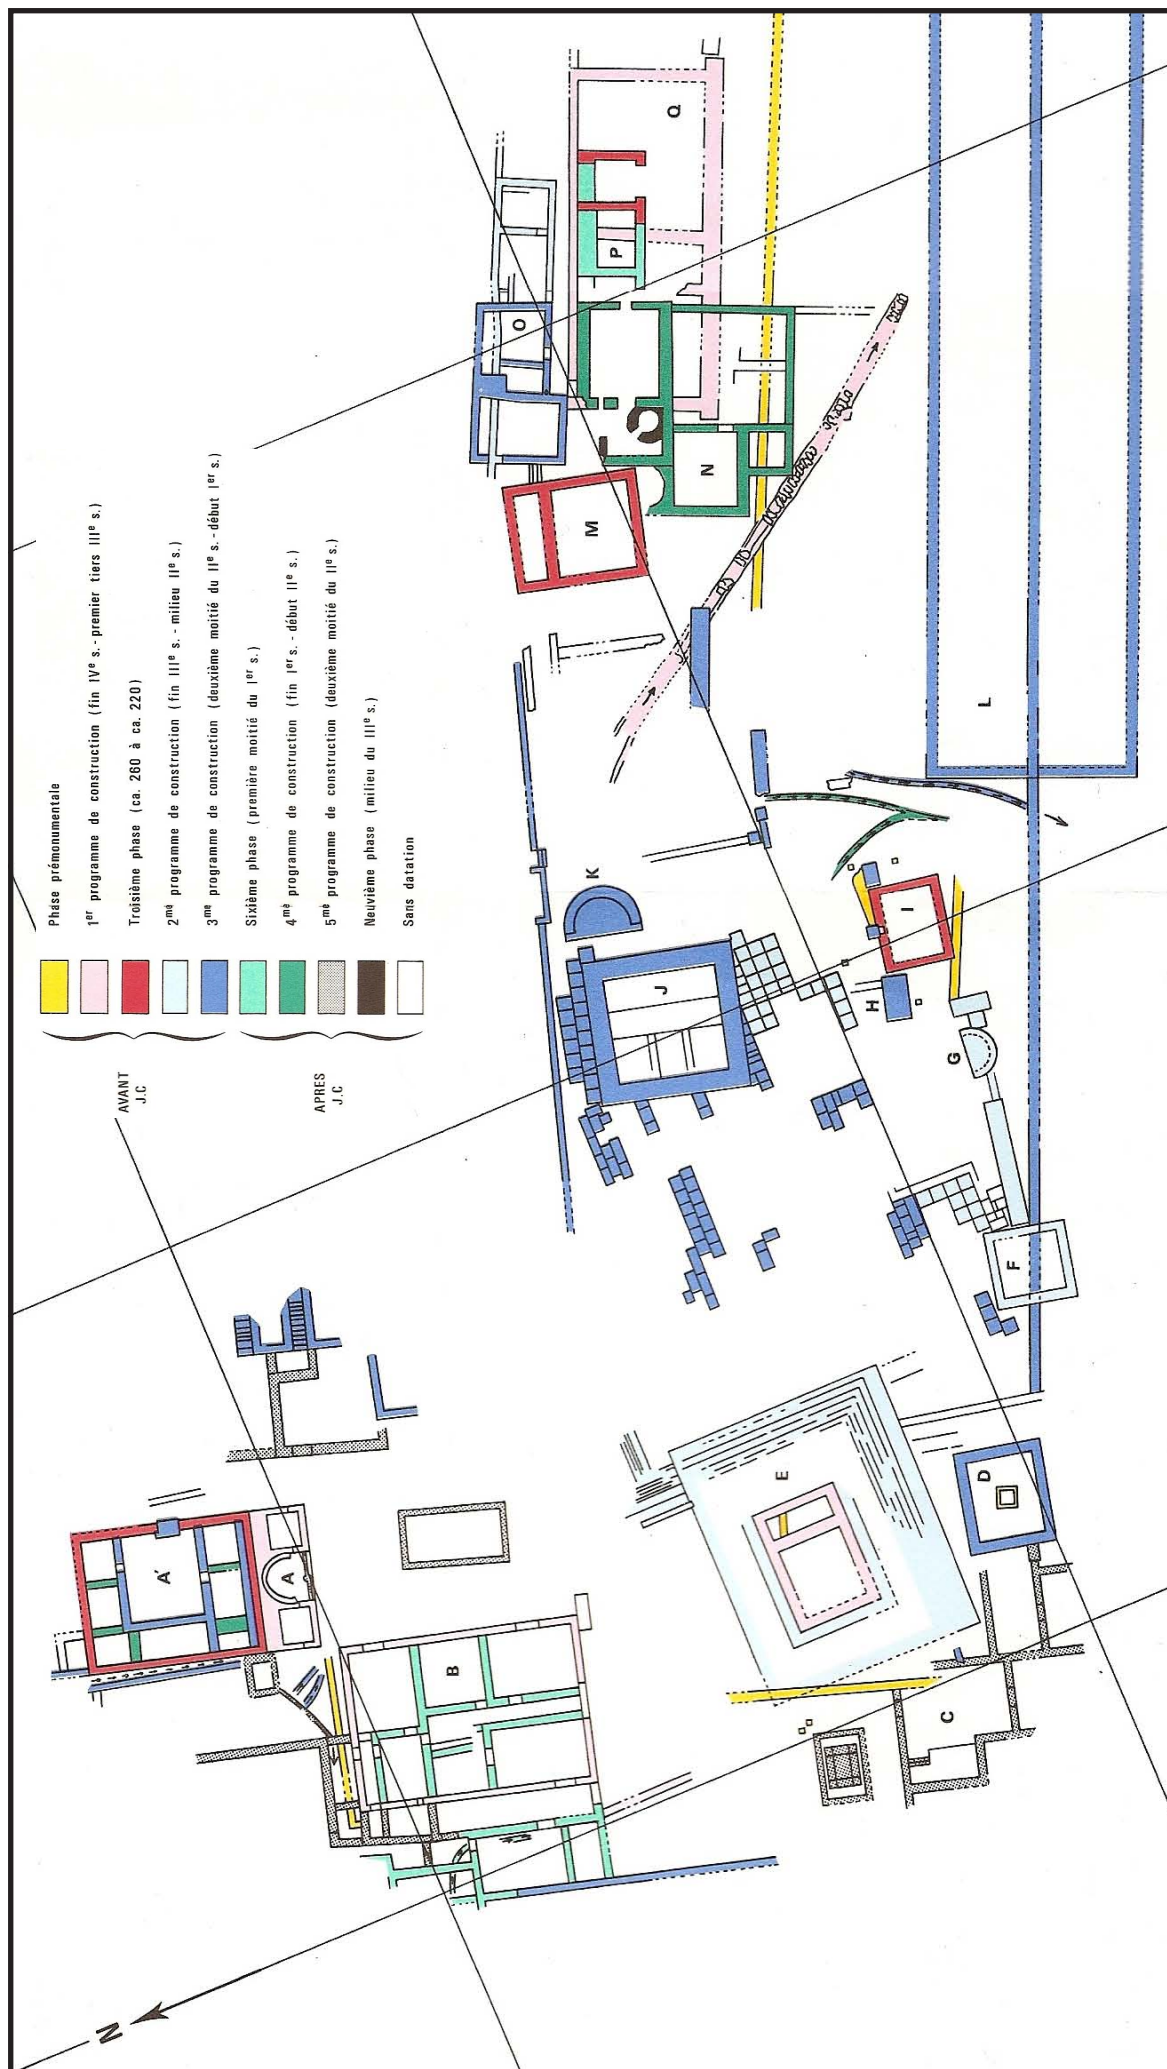 Phase prémonumentale
1er programme de construction (fin IVe s. - premier tiers IIIe s.)
Troisième phase (ca. 260 à ca. 220)
2mè programme de construction (fin IIIe s. - milieu IIe s.)
3me programme de construction (deuxième moitié du IIe s. - début Ier s.)
Sixième phase (première moitié du Ier s.)
4mè programme de construction (fin Ier s. - début IIe s.)
5mè programme de construction (deuxième moitié du IIe s.)
Neuvième phase (milieu du IIIe s.)
Sans datation
AVANT
J.C
APRES
J.C
N
A'
A
B
C
D
E
F
G
H
I
J
K
L
M
N
O
P
Q